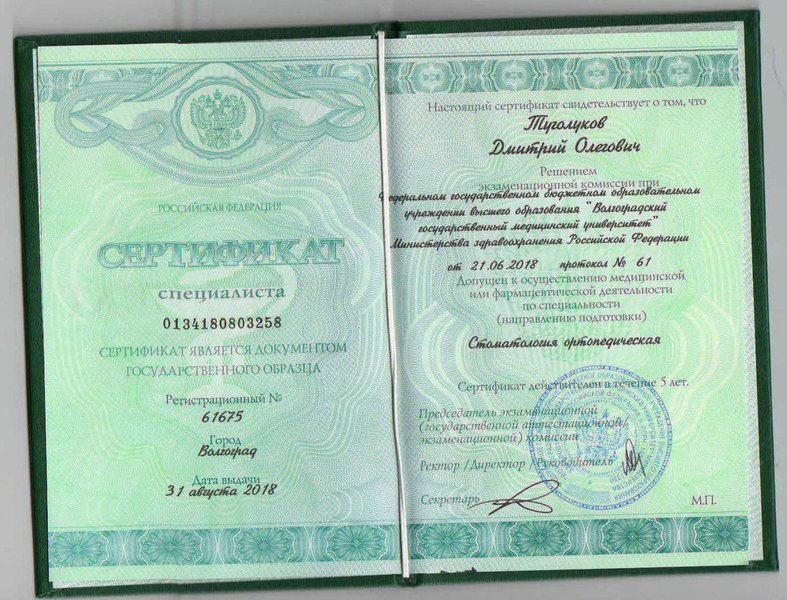 РОССИЙСКАЯ ФЕДЕРАЦИЯ
СЕРТИФИКАТ
специалиста
0134180803258
СЕРТИФИКАТ ЯВЛЯЕТСЯ ДОКУМЕНТОМ
ГОСУДАРСТВЕННОГО ОБРАЗЦА
Регистрационный №
61675
Город
Волгоград
Дата выдачи
31 августа 2018
Настоящий сертификат свидетельствует о том, что
Туголуков
Дмитрий Олегович
Решением
экзаменационной комиссии при
Федеральном государственном бюджетном образовательном
учреждении высшего образования "Волгоградский
государственный медицинский университет"
Министерства здравоохранения Российской Федерации
от 21.06.2018 протокол № 61
Допущен к осуществлению медицинской
или фармацевтической деятельности
по специальности
(направлению подготовки)
Стоматология ортопедическая
Сертификат действителен в течение 5 лет.
Председатель экзаменационной
(государственной аттестационной,
экзаменационной) комиссии
Ректор /Директор /Руководитель
Секретарь
М.П.